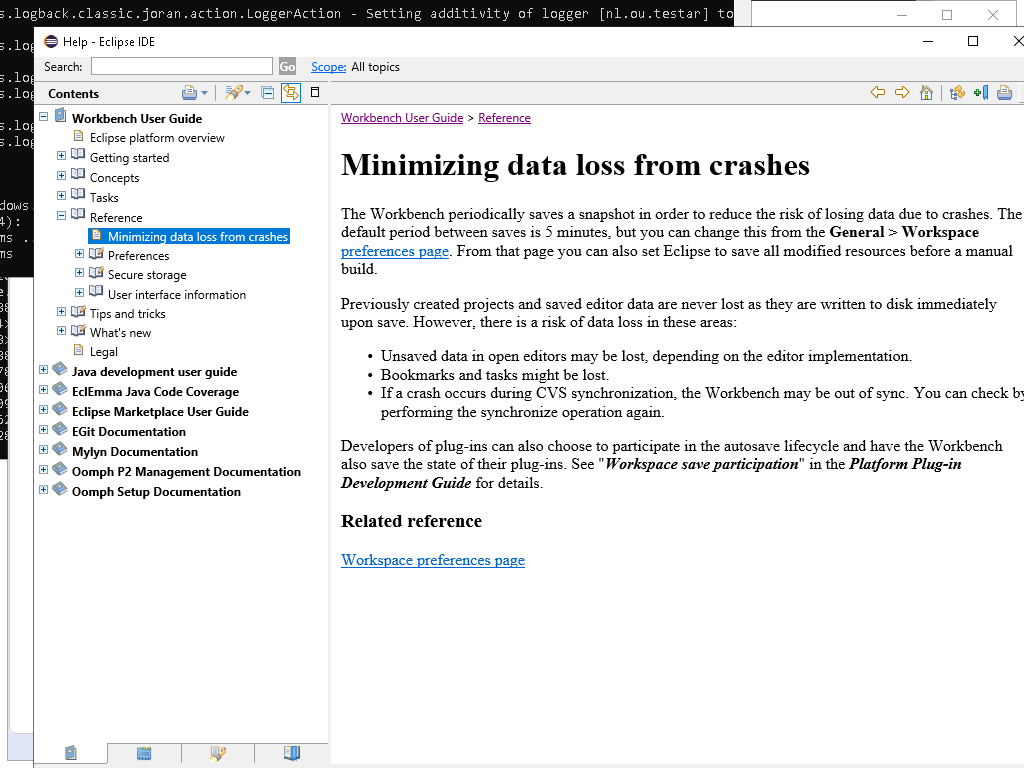 s.logback.classic.joran.action.LoggerAction - Setting additivity of logger [nl.ou.testar] to
Help - Eclipse IDE
Search:
Go
Scope: All topics
Contents
Workbench User Guide
Eclipse platform overview
Getting started
Concepts
Tasks
Reference
Minimizing data loss from crashes
Preferences
Secure storage
User interface information
Tips and tricks
What's new
Legal
Java development user guide
EclEmma Java Code Coverage
Eclipse Marketplace User Guide
EGit Documentation
Mylyn Documentation
Oomph P2 Management Documentation
Oomph Setup Documentation
Workbench User Guide > Reference
Minimizing data loss from crashes
The Workbench periodically saves a snapshot in order to reduce the risk of losing data due to crashes. The
default period between saves is 5 minutes, but you can change this from the General > Workspace
preferences page. From that page you can also set Eclipse to save all modified resources before a manual
build.
Previously created projects and saved editor data are never lost as they are written to disk immediately
upon save. However, there is a risk of data loss in these areas:
• Unsaved data in open editors may be lost, depending on the editor implementation.
• Bookmarks and tasks might be lost.
• If a crash occurs during CVS synchronization, the Workbench may be out of sync. You can check by
performing the synchronize operation again.
Developers of plug-ins can also choose to participate in the autosave lifecycle and have the Workbench
also save the state of their plug-ins. See "Workspace save participation" in the Platform Plug-in
Development Guide for details.
Related reference
Workspace preferences page